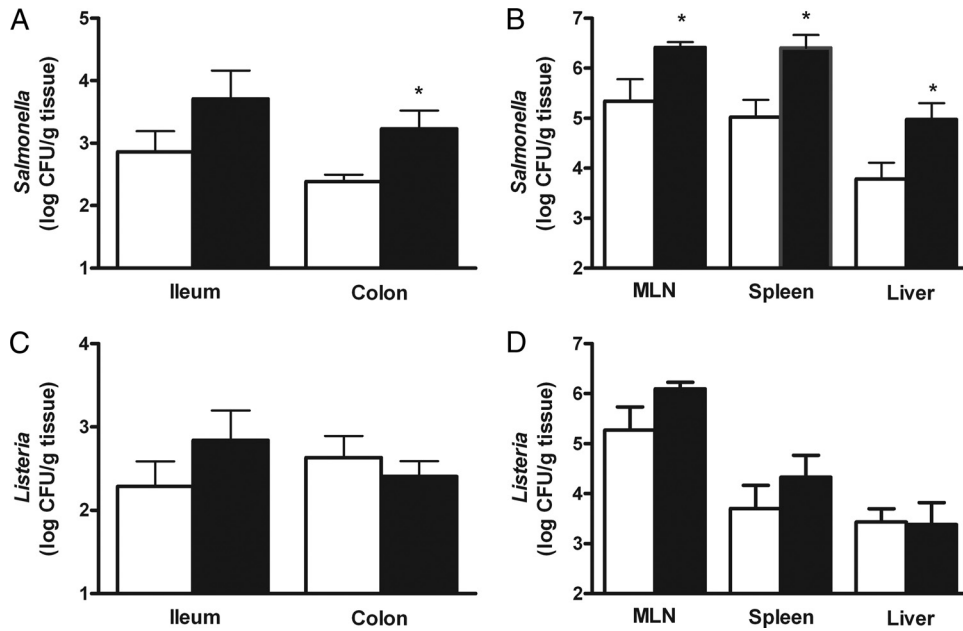 A
Salmonella
(log CFU/g tissue)
5
4
3
2
1
*
Ileum
Colon
B
Salmonella
(log CFU/g tissue)
7
6
5
4
3
2
*
*
*
MLN
Spleen
Liver
C
Listeria
(log CFU/g tissue)
4
3
2
1
Ileum
Colon
D
Listeria
(log CFU/g tissue)
7
6
5
4
3
2
MLN
Spleen
Liver